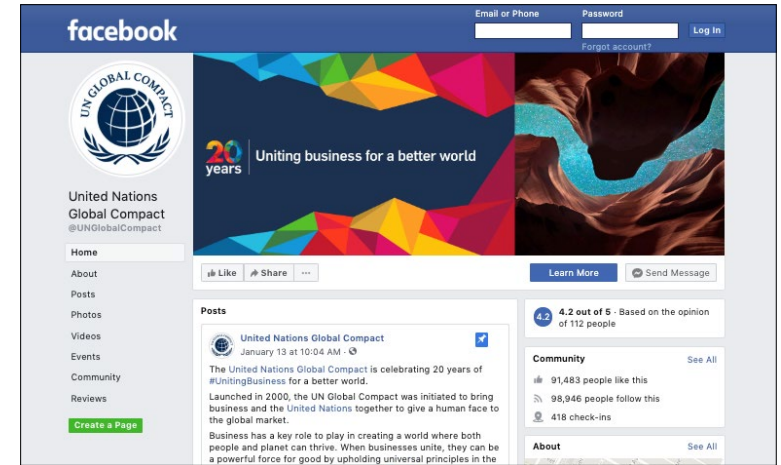 facebook
Email or Phone
Password
Log In
Forgot account?
UN GLOBAL COMPACT
United Nations
Global Compact
@UNGlobalCompact
Home
About
Posts
Photos
Videos
Events
Community
Reviews
Create a Page
20
years
Uniting business for a better world
Like
Share
...
Learn More
Send Message
Posts
United Nations Global Compact
January 13 at 10:04 AM ·
The United Nations Global Compact is celebrating 20 years of
#UnitingBusiness for a better world.
Launched in 2000, the UN Global Compact was initiated to bring
business and the United Nations together to give a human face to
the global market.
Business has a key role to play in creating a world where both
people and planet can thrive. When businesses unite, they can be
a powerful force for good by upholding universal principles in the
4.2
4.2 out of 5 · Based on the opinion
of 112 people
Community
See All
91,483 people like this
98,946 people follow this
418 check-ins
About
See All